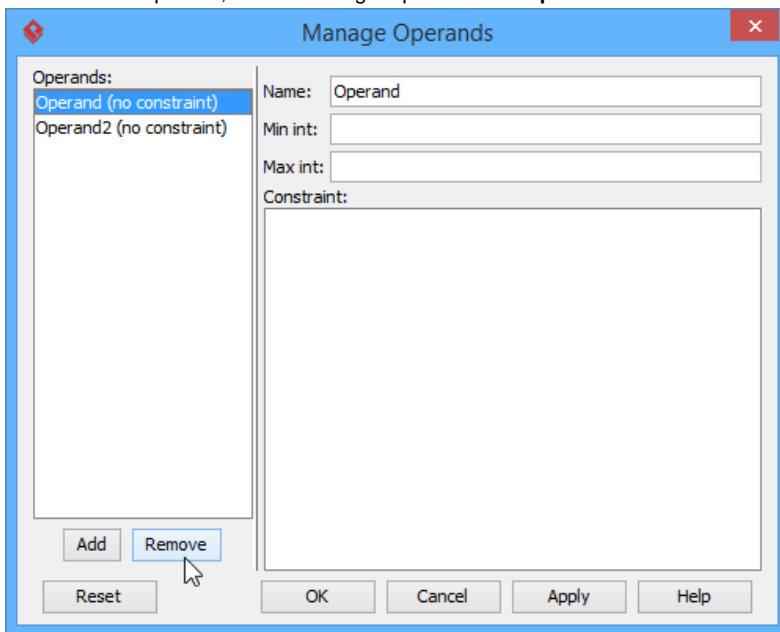 Manage Operands
Operands:
Operand (no constraint)
Operand2 (no constraint)
Name: Operand
Min int:
Max int:
Constraint:
Add Remove
Reset OK Cancel Apply Help